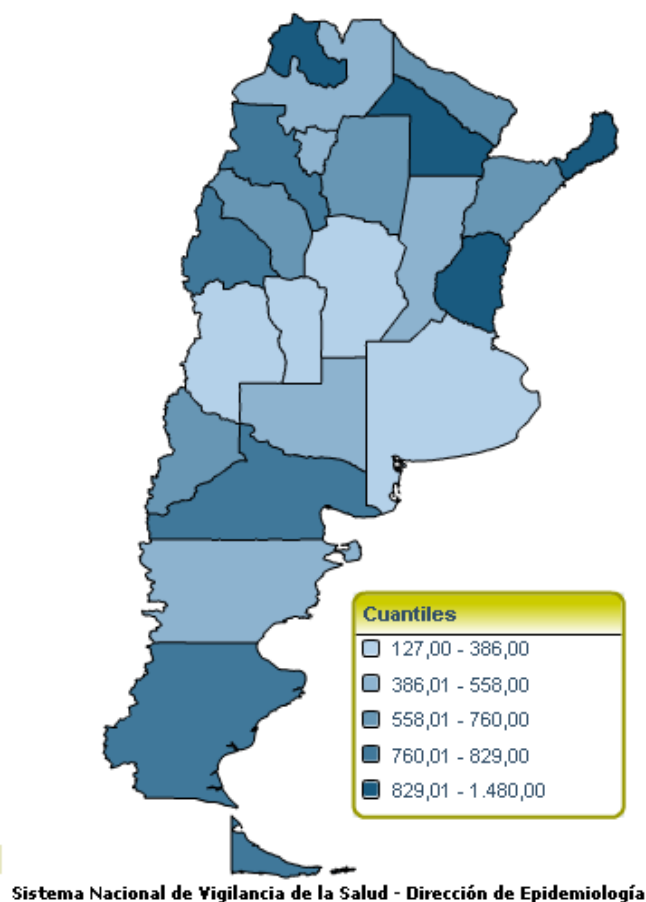 Cuantiles
127,00 - 386,00
386,01 - 558,00
558,01 - 760,00
760,01 - 829,00
829,01 - 1.480,00
Sistema Nacional de Vigilancia de la Salud - Dirección de Epidemiología